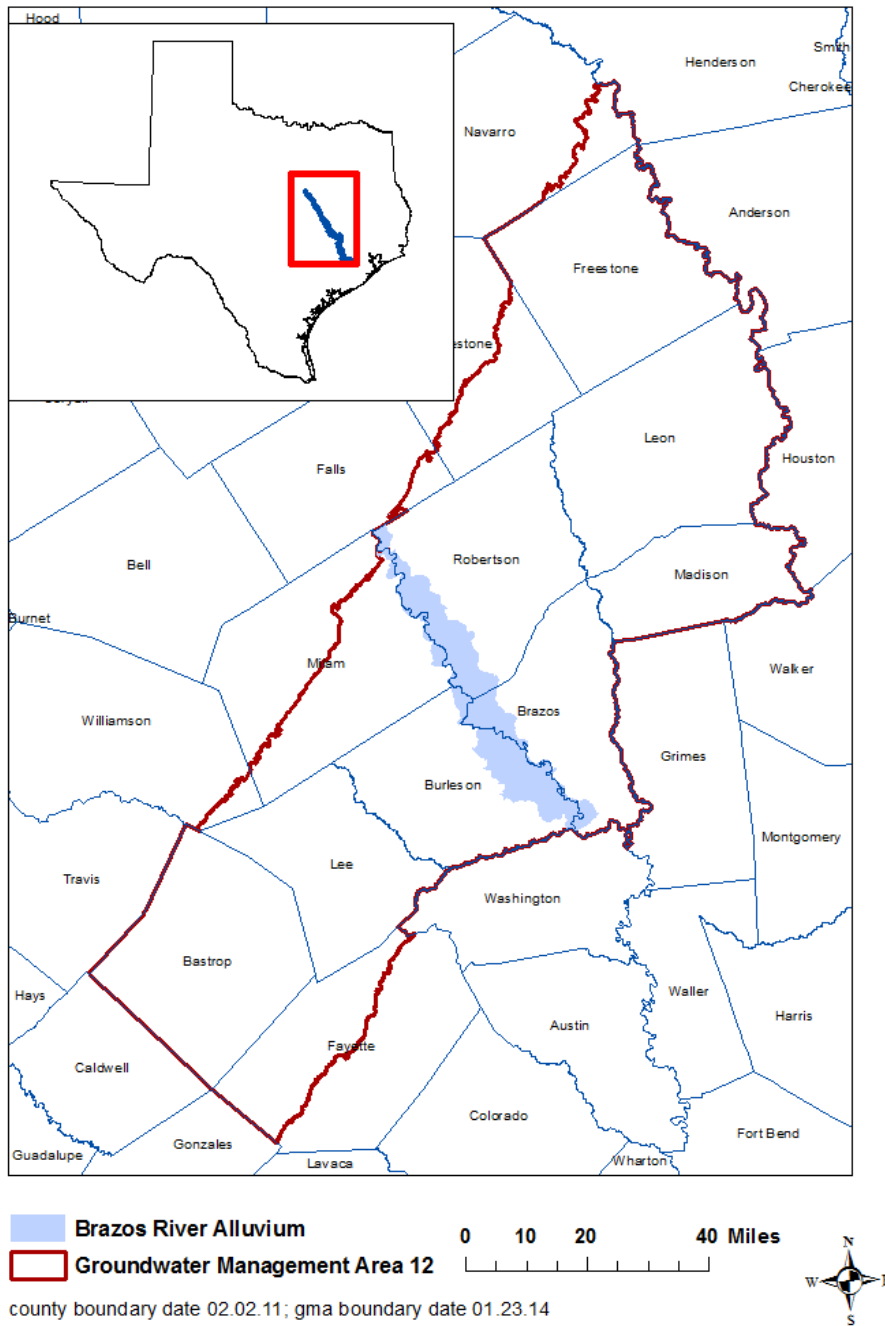 Hood
Smith
Henderson
Cherokee
Navarro
Anderson
Freestone
estone
Leon
Houston
Falls
Bell
Robertson
Madison
Burnet
Milam
Walker
Williamson
Brazos
Grimes
Burleson
Montgomery
Travis
Lee
Washington
Bastrop
Hays
Waller
Harris
Austin
Fayette
Caldwell
Colorado
Fort Bend
Gonzales
Guadalupe
Lavaca
Wharton
Brazos River Alluvium
Groundwater Management Area 12
0 10 20 40 Miles
N
W E
S
county boundary date 02.02.11; gma boundary date 01.23.14